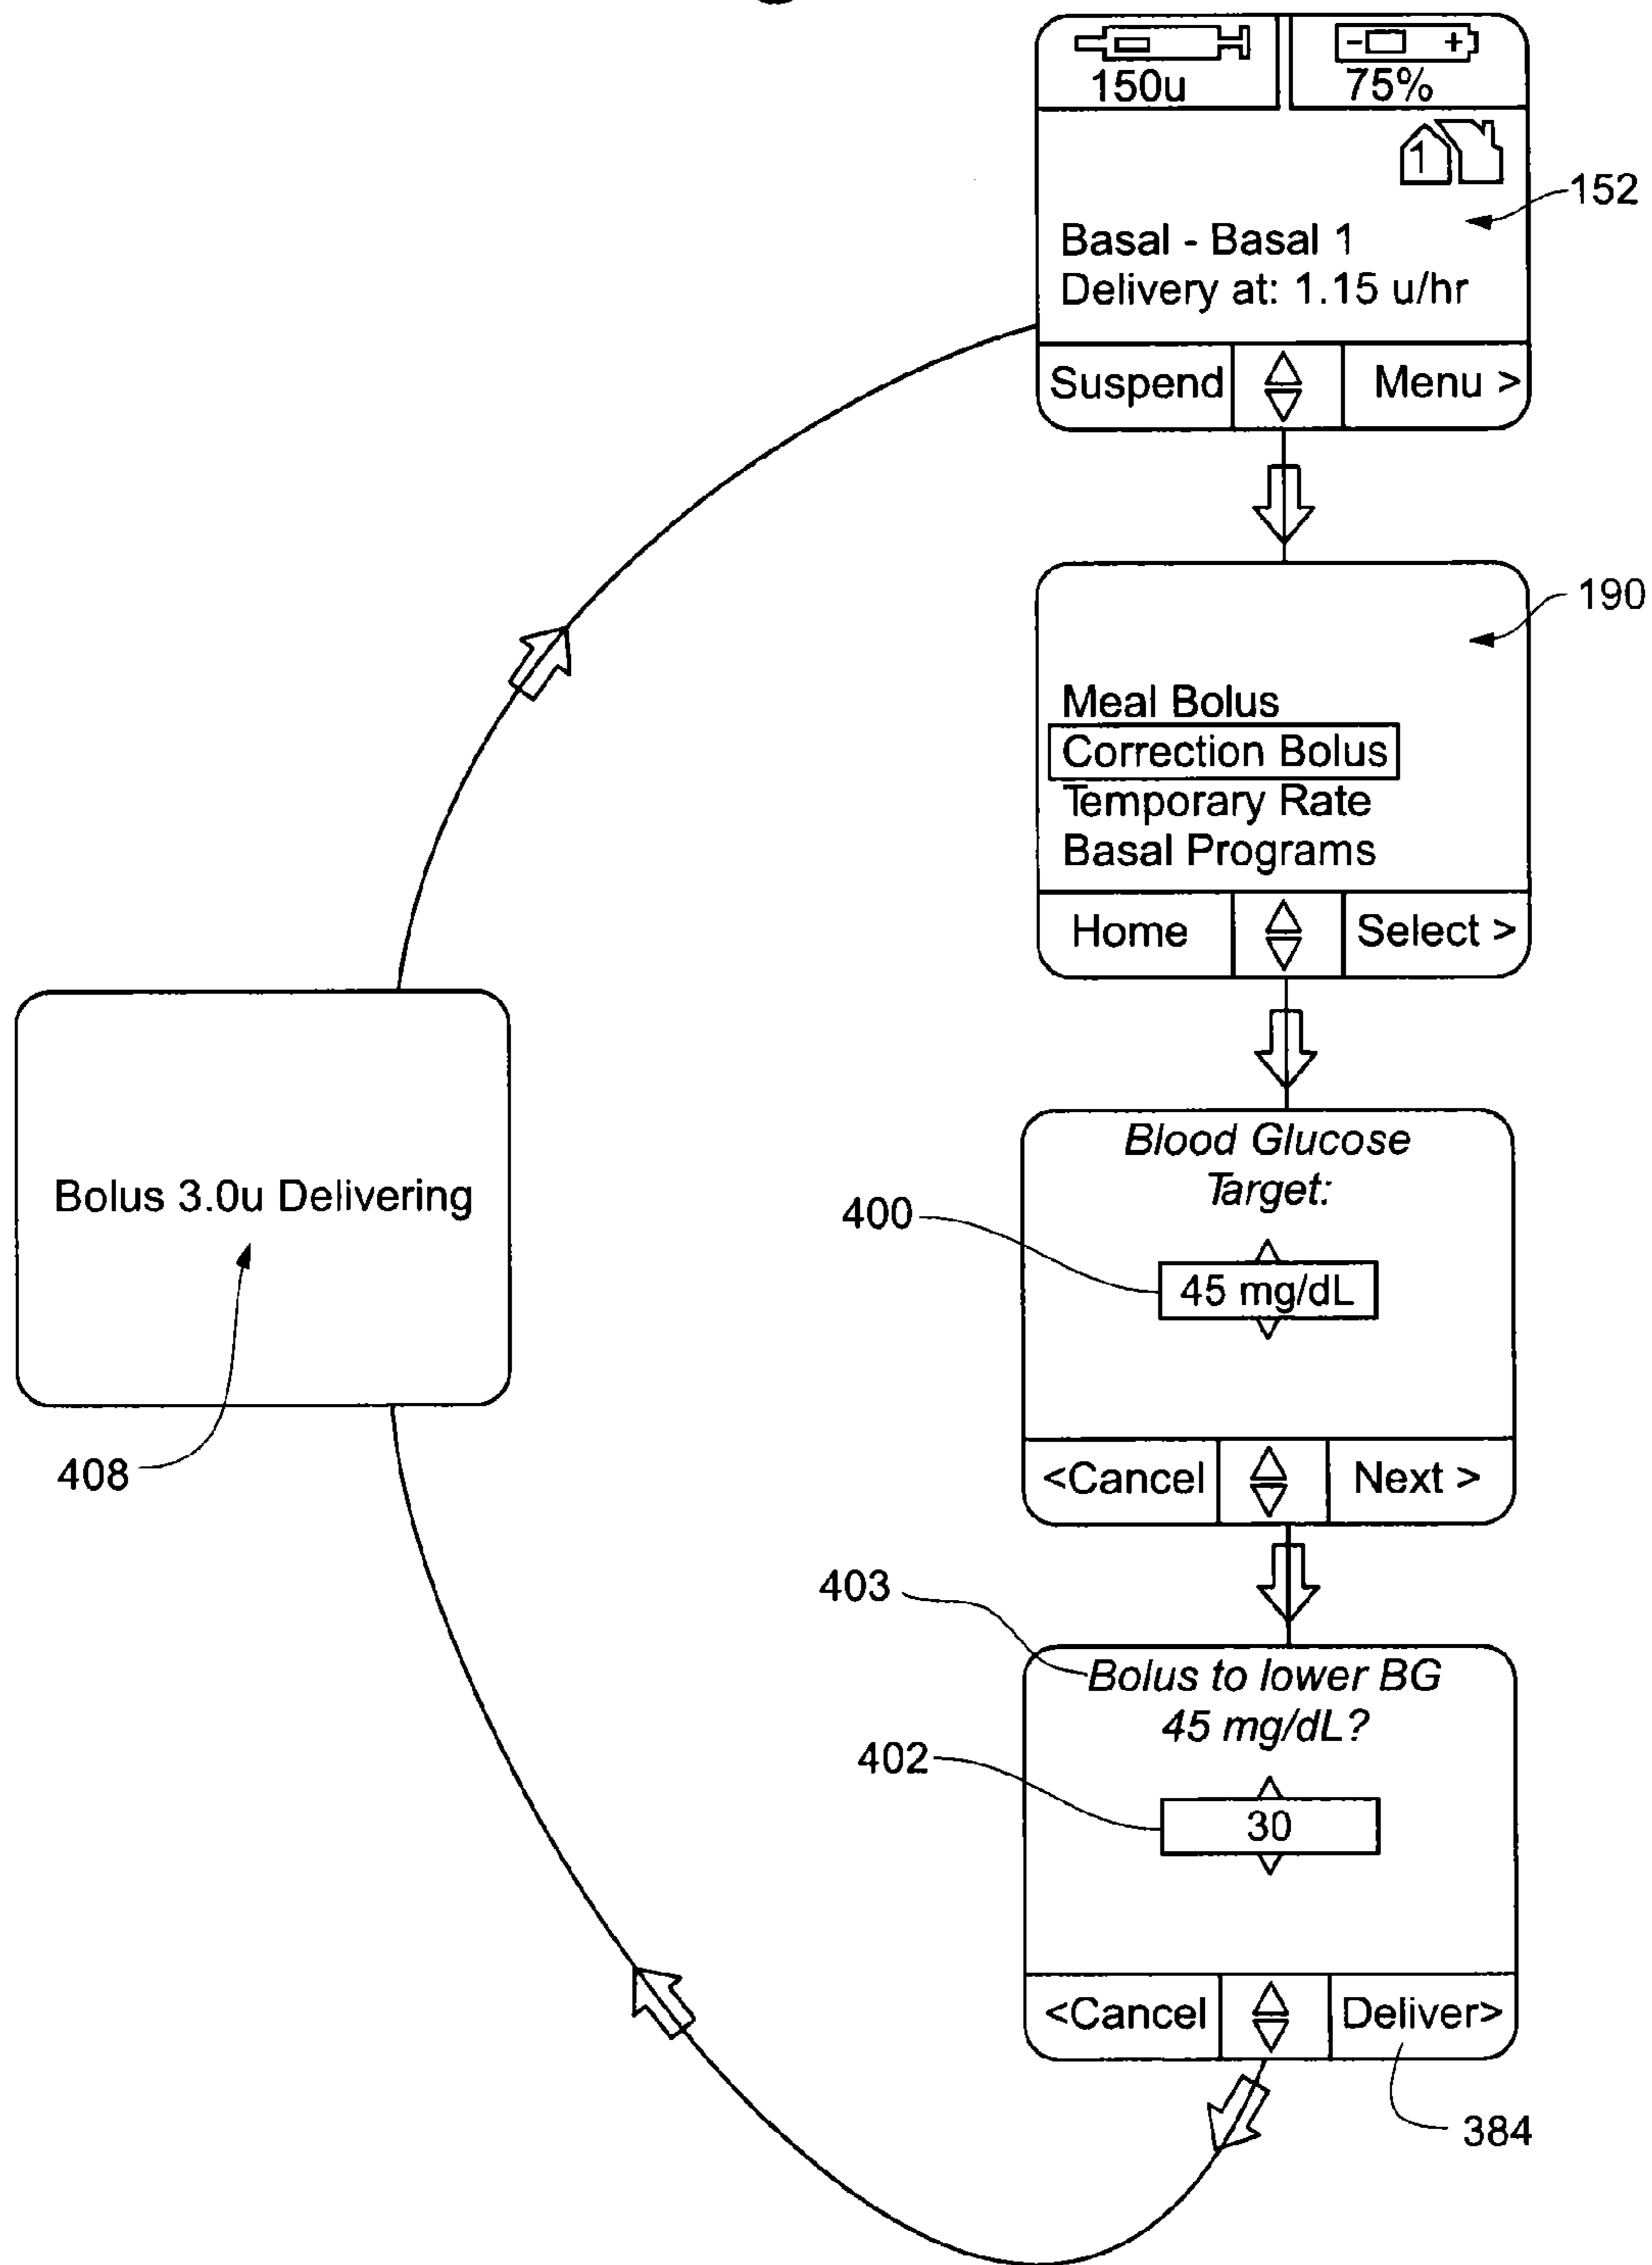 150u
75%
1
152
Basal - Basal 1
Delivery at: 1.15 u/hr
Suspend
Menu >
190
Meal Bolus
Correction Bolus
Temporary Rate
Basal Programs
Home
Select >
Blood Glucose
Target:
400
45 mg/dL
<Cancel
Next >
Bolus 3.0u Delivering
408
403
Bolus to lower BG
45 mg/dL?
402
30
<Cancel
Deliver>
384